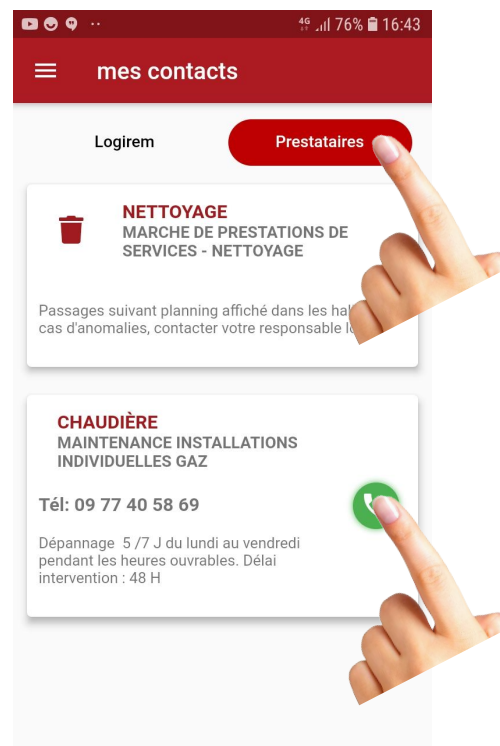 4G 76% 16:43
mes contacts
Logirem Prestataires
NETTOYAGE
MARCHE DE PRESTATIONS DE
SERVICES - NETTOYAGE
Passages suivant planning affiché dans les
cas d'anomalies, contacter votre responsable
CHAUDIÈRE
MAINTENANCE INSTALLATIONS
INDIVIDUELLES GAZ
Tél: 09 77 40 58 69
Dépannage 5 /7 J du lundi au vendredi
pendant les heures ouvrables. Délai
intervention : 48 H